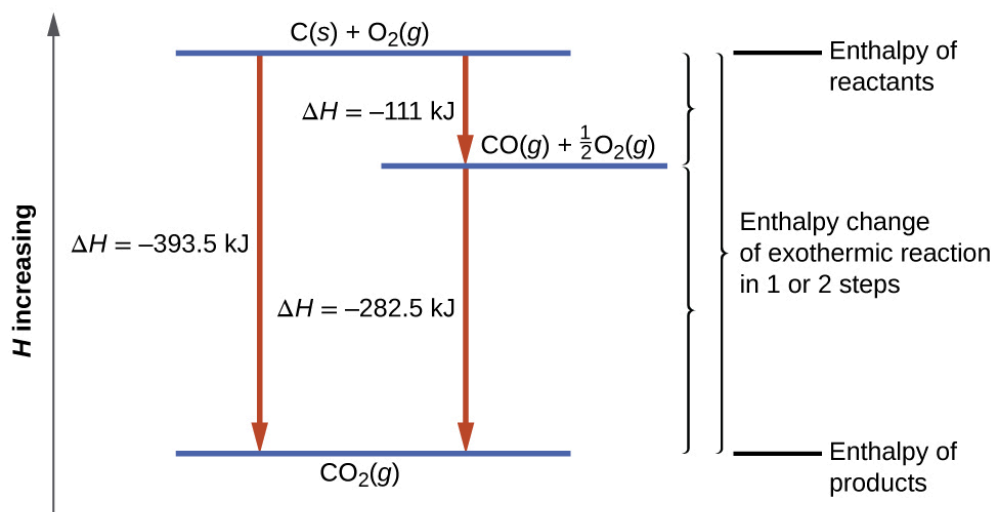 C(s) + O₂(g)
Enthalpy of
reactants
ΔH = –111 kJ
CO(g) + ½O₂(g)
H increasing
ΔH = –393.5 kJ
Enthalpy change
of exothermic reaction
in 1 or 2 steps
ΔH = –282.5 kJ
CO₂(g)
Enthalpy of
products